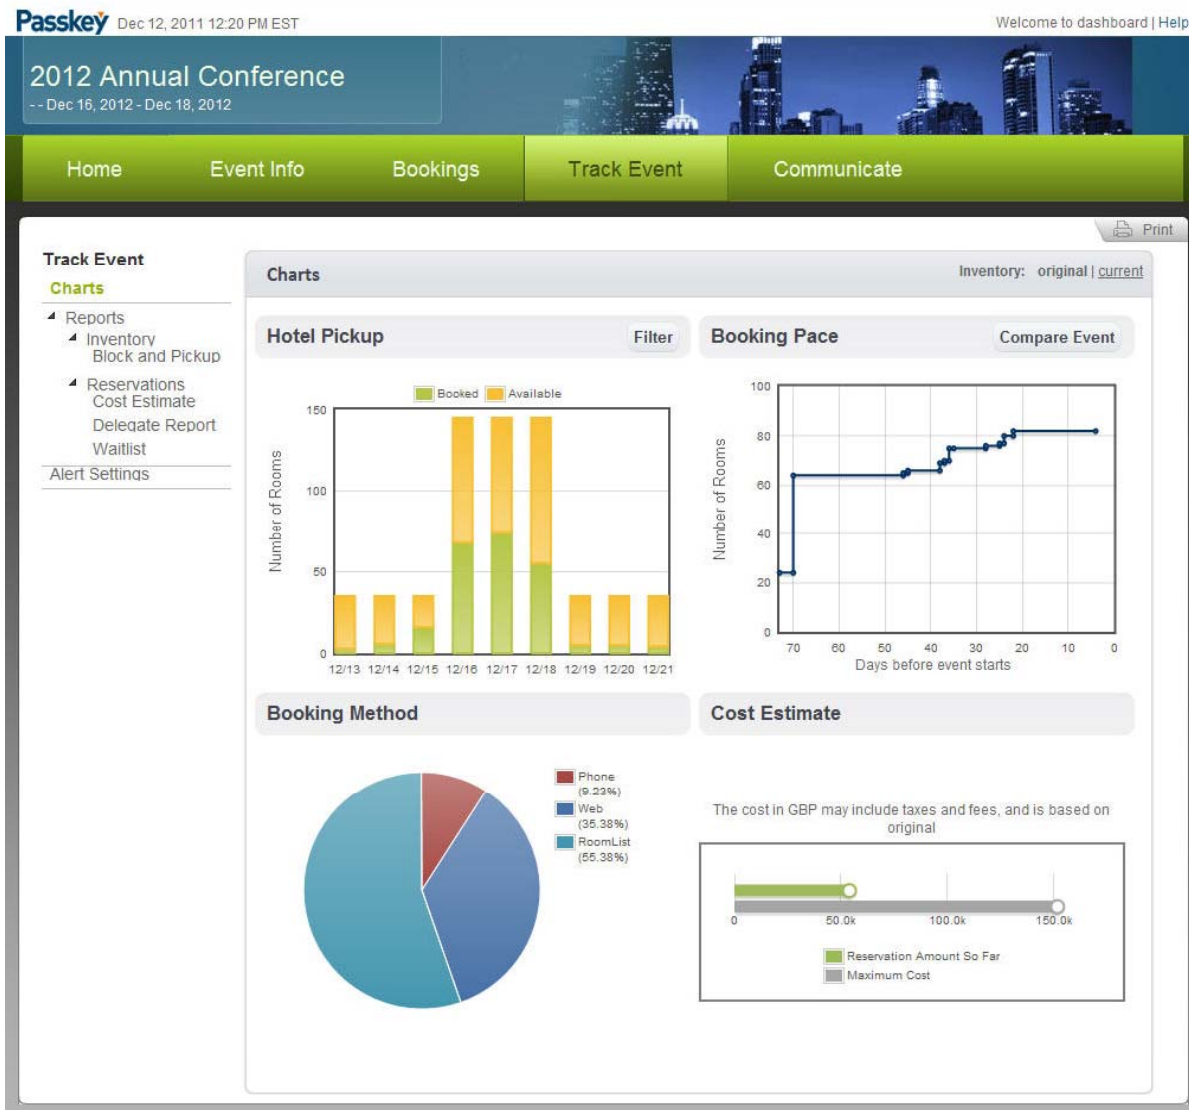 Passkey Dec 12, 2011 12:20 PM EST
Welcome to dashboard | Help
2012 Annual Conference
- - Dec 16, 2012 - Dec 18, 2012
Home Event Info Bookings Track Event Communicate
Print
Track Event
Charts
Reports
Inventory
Block and Pickup
Reservations
Cost Estimate
Delegate Report
Waitlist
Alert Settings
Charts
Inventory: original | current
Hotel Pickup
Filter
Booked Available
Number of Rooms
150
100
50
0
12/13 12/14 12/15 12/16 12/17 12/18 12/19 12/20 12/21
Booking Pace
Compare Event
Number of Rooms
100
80
60
40
20
0
70 60 50 40 30 20 10 0
Days before event starts
Booking Method
Phone
(9.23%)
Web
(35.38%)
RoomList
(55.38%)
Cost Estimate
The cost in GBP may include taxes and fees, and is based on
original
0 50.0k 100.0k 150.0k
Reservation Amount So Far
Maximum Cost